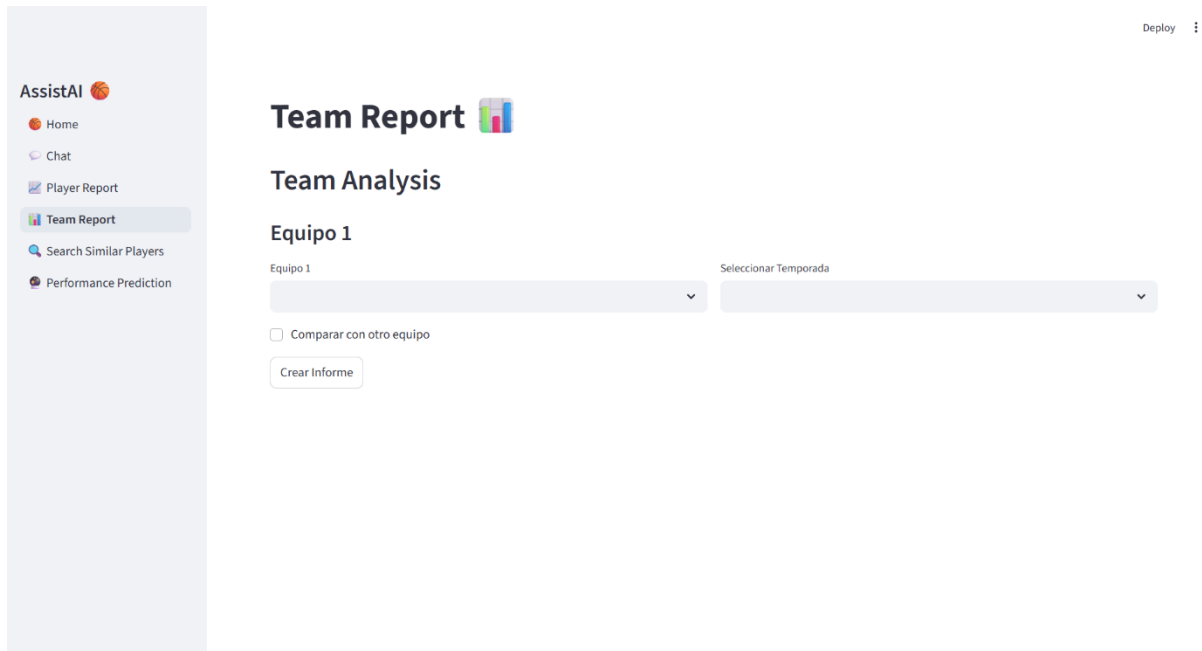 Deploy
AssistAI
Home
Chat
Player Report
Team Report
Search Similar Players
Performance Prediction
Team Report
Team Analysis
Equipo 1
Equipo 1
Seleccionar Temporada
Comparar con otro equipo
Crear Informe